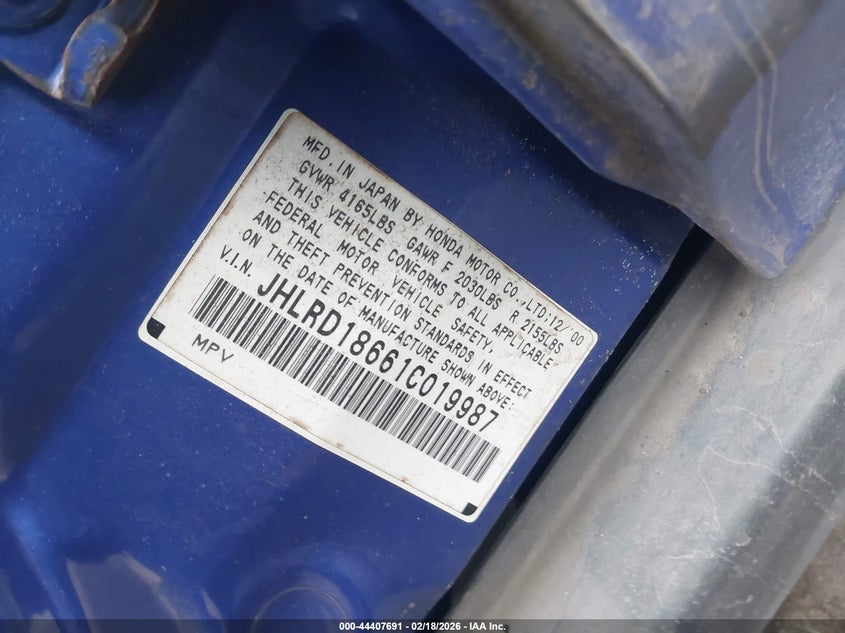 MFD. IN JAPAN BY HONDA MOTOR CO.,LTD:12/'00
GVWR 4165LBS GAWR F 2030LBS R 2155LBS
THIS VEHICLE CONFORMS TO ALL APPLICABLE
FEDERAL MOTOR VEHICLE SAFETY,
AND THEFT PREVENTION STANDARDS IN EFFECT
ON THE DATE OF MANUFACTURE SHOWN ABOVE:
V.I.N. JHLRD18661C019987
MPV
000-44407691 - 02/18/2026 - IAA Inc.